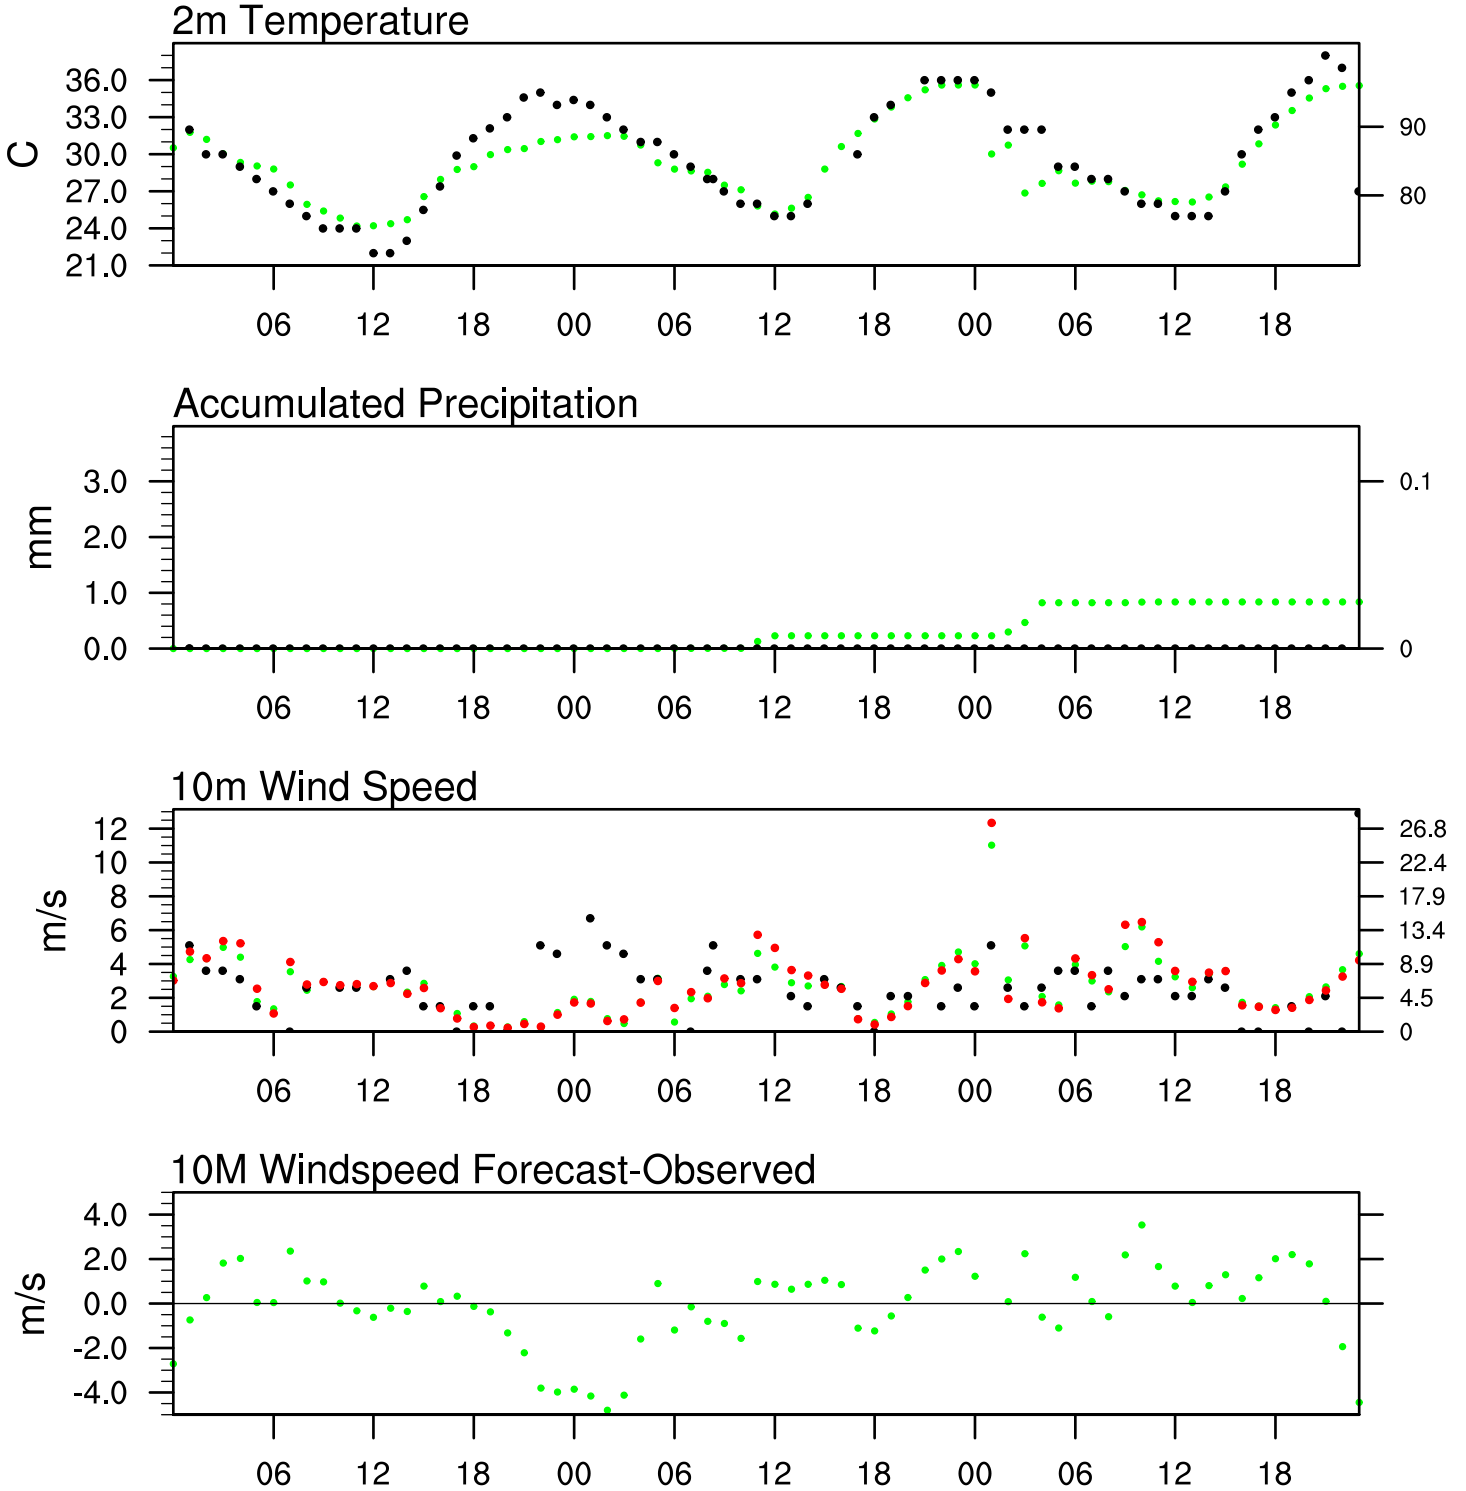 2m Temperature
36.0
33.0
30.0
27.0
24.0
21.0
C
90
80
06 12 18 00 06 12 18 00 06 12 18
Accumulated Precipitation
3.0
2.0
1.0
0.0
mm
0.1
0
06 12 18 00 06 12 18 00 06 12 18
10m Wind Speed
12
10
8
6
4
2
0
m/s
26.8
22.4
17.9
13.4
8.9
4.5
0
06 12 18 00 06 12 18 00 06 12 18
10M Windspeed Forecast-Observed
4.0
2.0
0.0
-2.0
-4.0
m/s
06 12 18 00 06 12 18 00 06 12 18